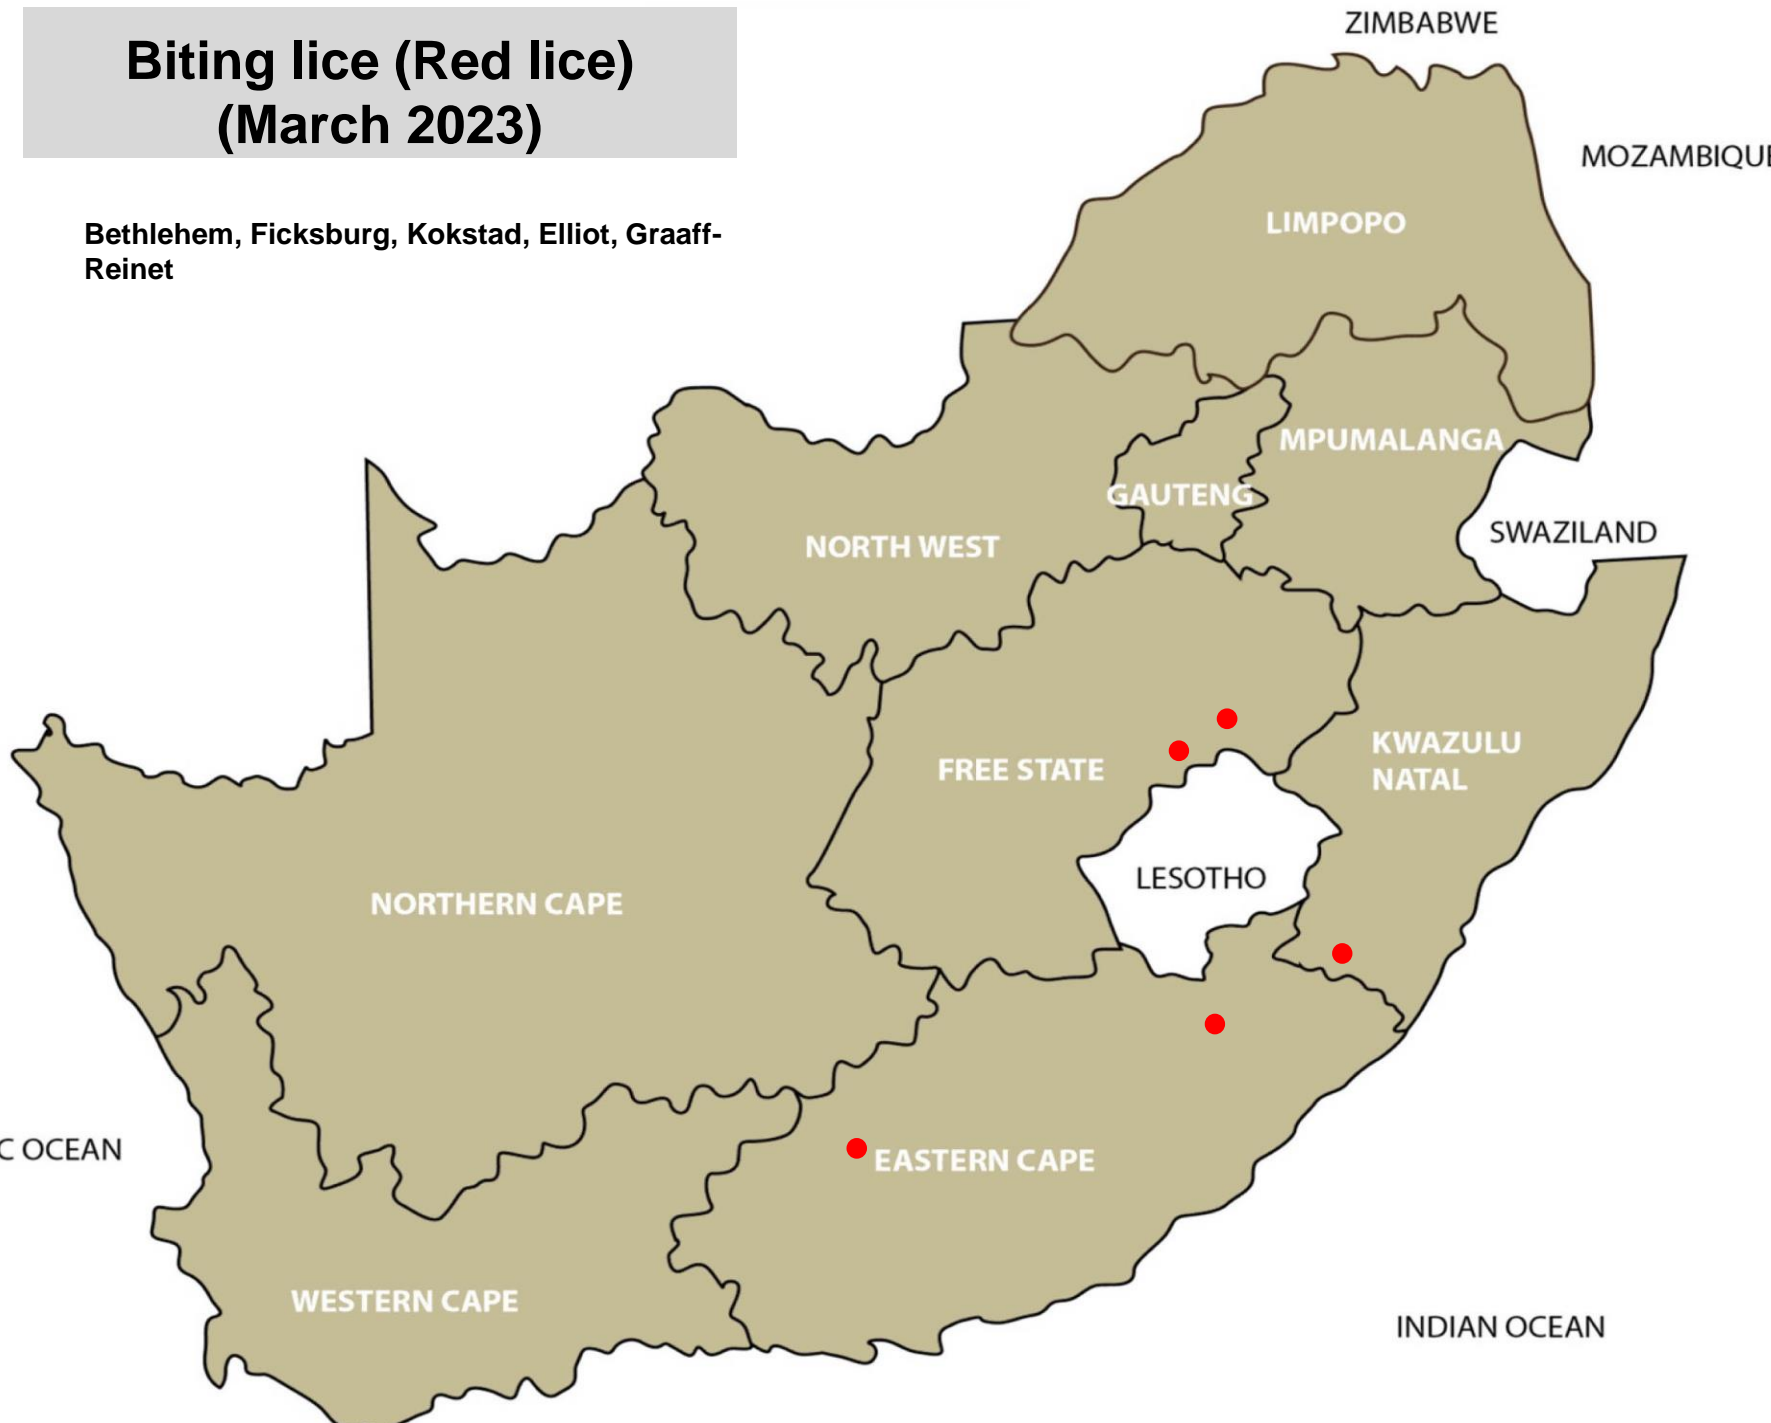 Biting lice (Red lice)
(March 2023)
Bethlehem, Ficksburg, Kokstad, Elliot, Graaff-
Reinet
ZIMBABWE
MOZAMBIQUE
LIMPOPO
MPUMALANGA
GAUTENG
SWAZILAND
NORTH WEST
KWAZULU
NATAL
FREE STATE
LESOTHO
NORTHERN CAPE
C OCEAN
EASTERN CAPE
WESTERN CAPE
INDIAN OCEAN